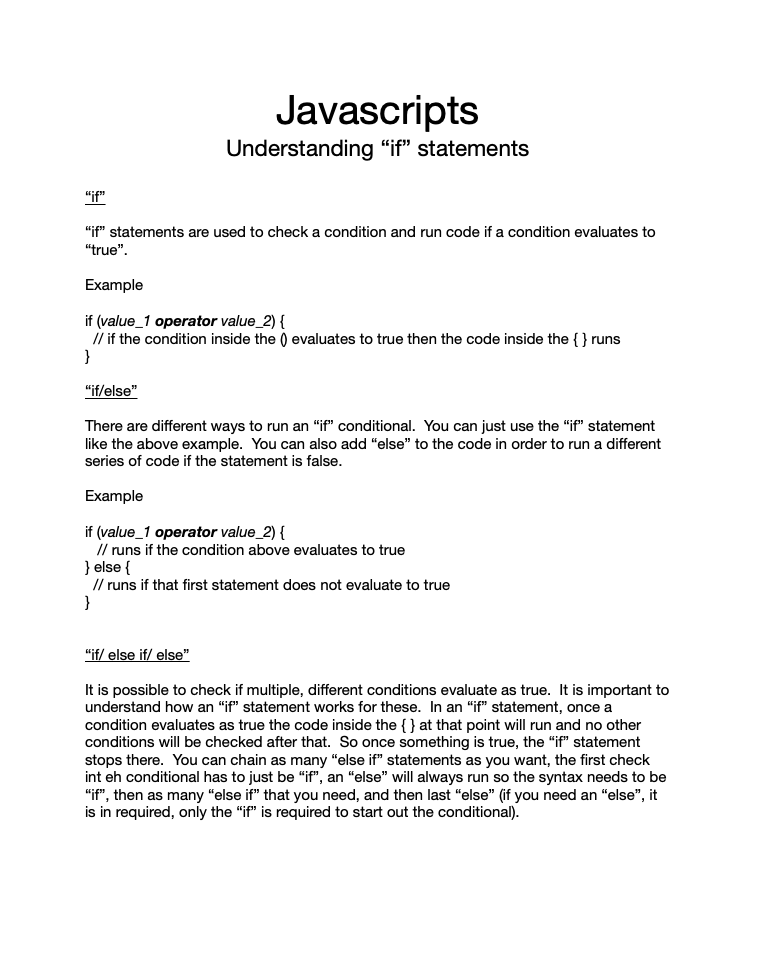 Javascripts
Understanding “if” statements
“if”
“if” statements are used to check a condition and run code if a condition evaluates to
“true”.
Example
if (value_1 operator value_2) {
// if the condition inside the () evaluates to true then the code inside the { } runs
}
“if/else”
There are different ways to run an “if” conditional.  You can just use the “if” statement
like the above example.  You can also add “else” to the code in order to run a different
series of code if the statement is false.
Example
if (value_1 operator value_2) {
// runs if the condition above evaluates to true
} else {
// runs if that first statement does not evaluate to true
}
“if/ else if/ else”
It is possible to check if multiple, different conditions evaluate as true.  It is important to
understand how an “if” statement works for these.  In an “if” statement, once a
condition evaluates as true the code inside the { } at that point will run and no other
conditions will be checked after that.  So once something is true, the “if” statement
stops there.  You can chain as many “else if” statements as you want, the first check
int eh conditional has to just be “if”, an “else” will always run so the syntax needs to be
“if”, then as many “else if” that you need, and then last “else” (if you need an “else”, it
is in required, only the “if” is required to start out the conditional).